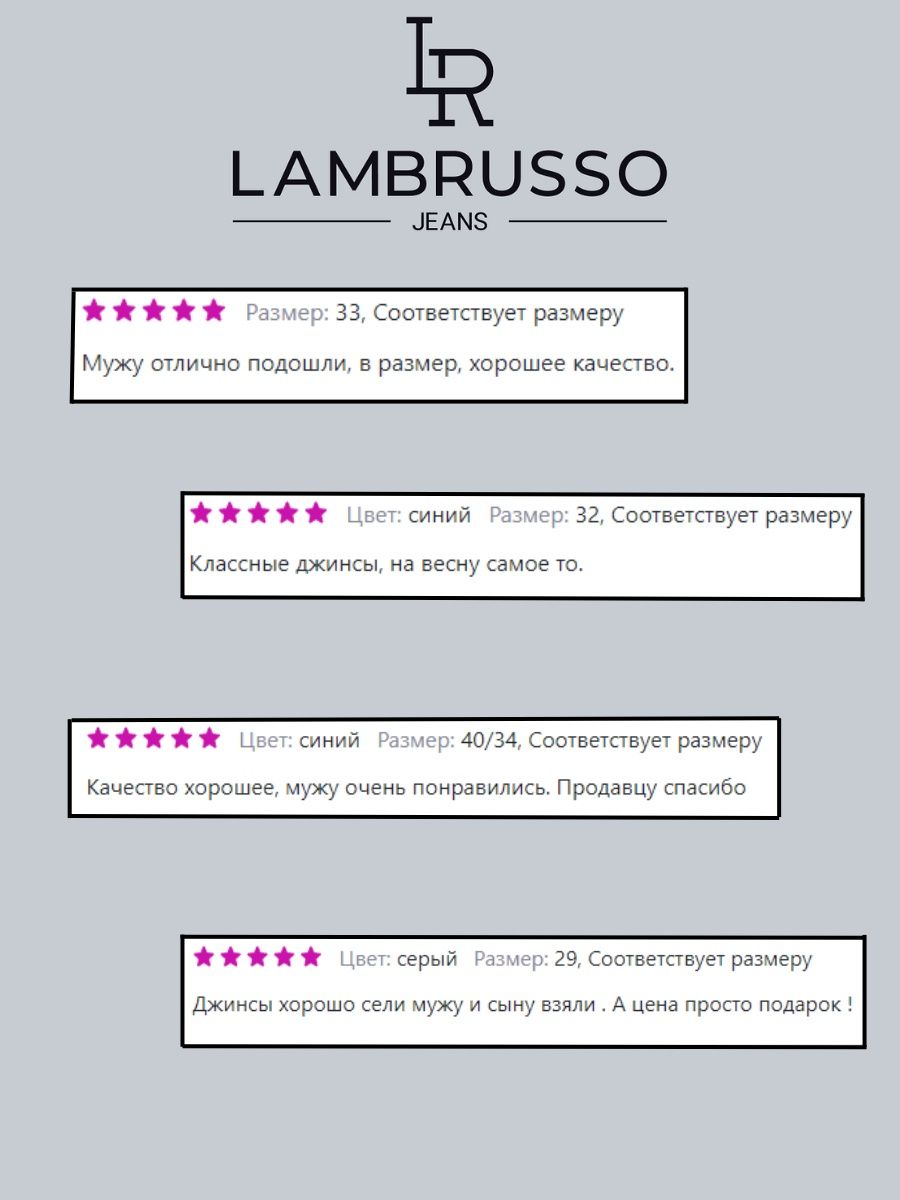 LR
LAMBRUSSO
JEANS
Размер: 33, Соответствует размеру
Мужу отлично подошли, в размер, хорошее качество.
Цвет: синий Размер: 32, Соответствует размеру
Классные джинсы, на весну самое то.
Цвет: синий Размер: 40/34, Соответствует размеру
Качество хорошее, мужу очень понравились. Продавцу спасибо
Цвет: серый Размер: 29, Соответствует размеру
Джинсы хорошо сели мужу и сыну взяли . А цена просто подарок !